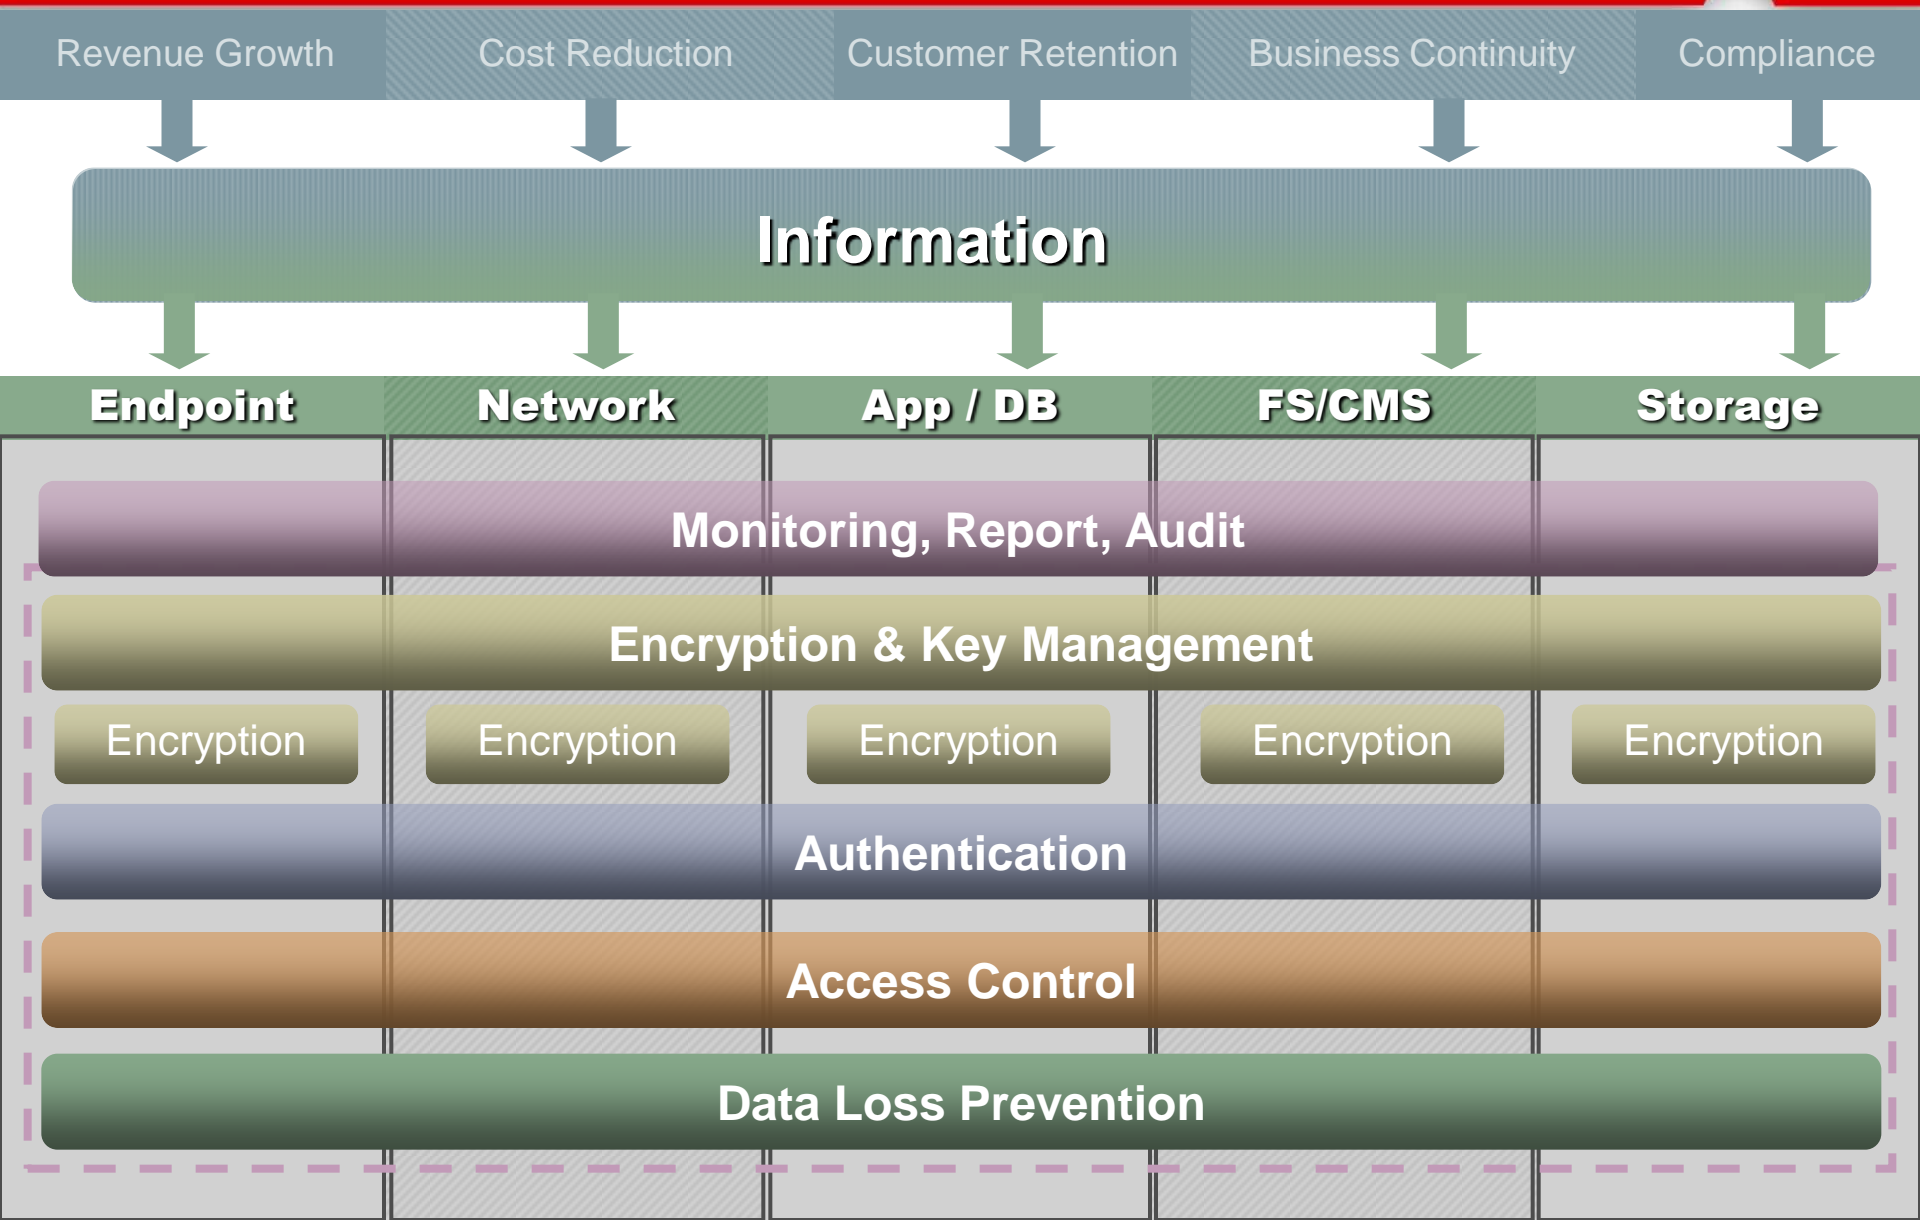 Revenue Growth
Cost Reduction
Customer Retention
Business Continuity
Compliance
Information
Endpoint
Network
App / DB
FS/CMS
Storage
Monitoring, Report, Audit
Encryption & Key Management
Encryption
Encryption
Encryption
Encryption
Encryption
Authentication
Access Control
Data Loss Prevention